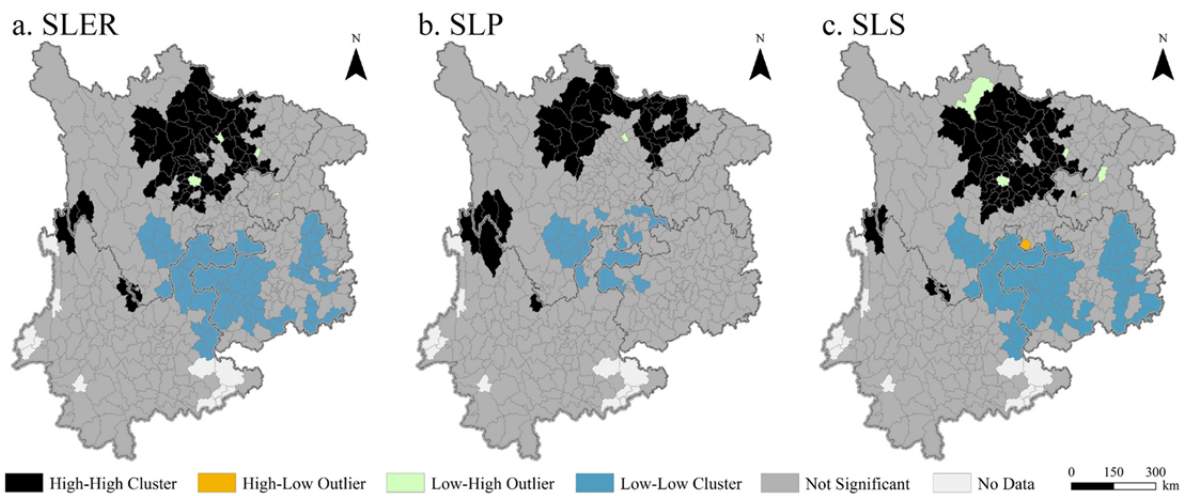 a. SLER
b. SLP
c. SLS
N
N
N
High-High Cluster
High-Low Outlier
Low-High Outlier
Low-Low Cluster
Not Significant
No Data
0 150 300
km